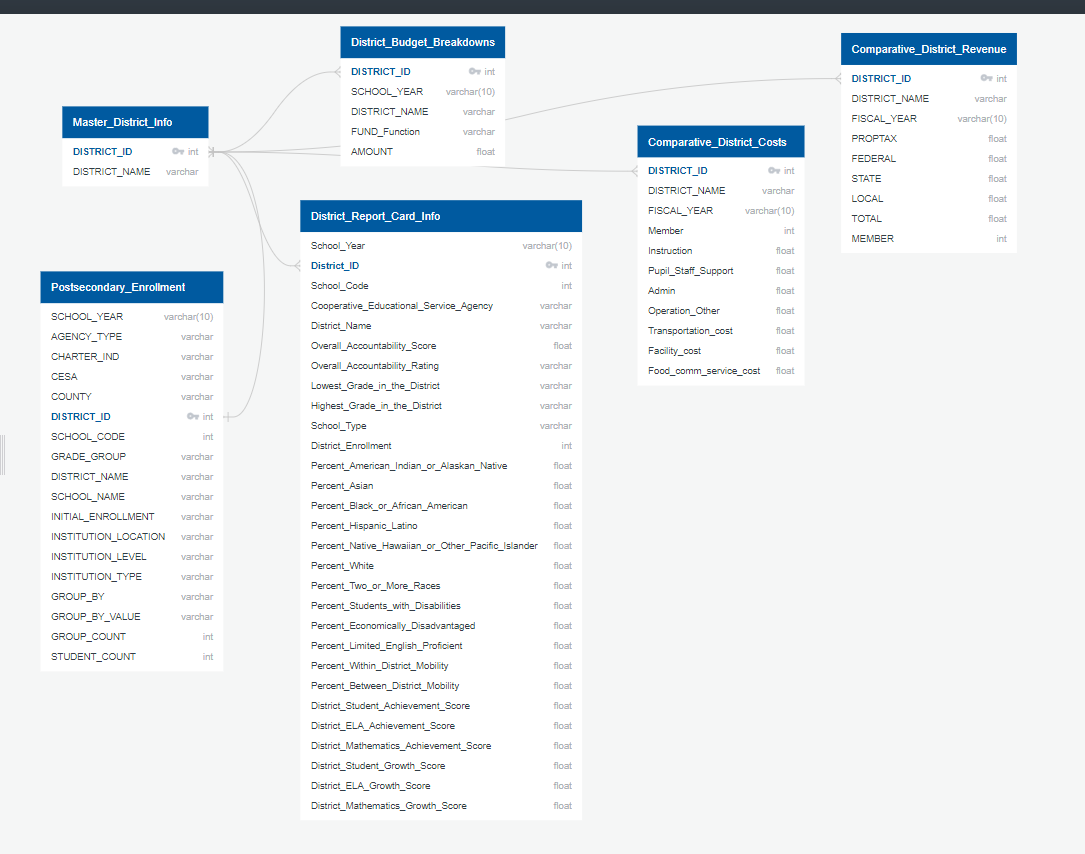 Master_District_Info
DISTRICT_ID int
DISTRICT_NAME varchar
District_Budget_Breakdowns
DISTRICT_ID int
SCHOOL_YEAR varchar(10)
DISTRICT_NAME varchar
FUND_Function varchar
AMOUNT float
Comparative_District_Revenue
DISTRICT_ID int
DISTRICT_NAME varchar
FISCAL_YEAR varchar(10)
PROPTAX float
FEDERAL float
STATE float
LOCAL float
TOTAL float
MEMBER int
Comparative_District_Costs
DISTRICT_ID int
DISTRICT_NAME varchar
FISCAL_YEAR varchar(10)
Member int
Instruction float
Pupil_Staff_Support float
Admin float
Operation_Other float
Transportation_cost float
Facility_cost float
Food_comm_service_cost float
Postsecondary_Enrollment
SCHOOL_YEAR varchar(10)
AGENCY_TYPE varchar
CHARTER_IND varchar
CESA varchar
COUNTY varchar
DISTRICT_ID int
SCHOOL_CODE int
GRADE_GROUP varchar
DISTRICT_NAME varchar
SCHOOL_NAME varchar
INITIAL_ENROLLMENT varchar
INSTITUTION_LOCATION varchar
INSTITUTION_LEVEL varchar
INSTITUTION_TYPE varchar
GROUP_BY varchar
GROUP_BY_VALUE varchar
GROUP_COUNT int
STUDENT_COUNT int
District_Report_Card_Info
School_Year varchar(10)
District_ID int
School_Code int
Cooperative_Educational_Service_Agency varchar
District_Name varchar
Overall_Accountability_Score float
Overall_Accountability_Rating varchar
Lowest_Grade_in_the_District varchar
Highest_Grade_in_the_District varchar
School_Type varchar
District_Enrollment int
Percent_American_Indian_or_Alaskan_Native float
Percent_Asian float
Percent_Black_or_African_American float
Percent_Hispanic_Latino float
Percent_Native_Hawaiian_or_Other_Pacific_Islander float
Percent_White float
Percent_Two_or_More_Races float
Percent_Students_with_Disabilities float
Percent_Economically_Disadvantaged float
Percent_Limited_English_Proficient float
Percent_Within_District_Mobility float
Percent_Between_District_Mobility float
District_Student_Achievement_Score float
District_ELA_Achievement_Score float
District_Mathematics_Achievement_Score float
District_Student_Growth_Score float
District_ELA_Growth_Score float
District_Mathematics_Growth_Score float